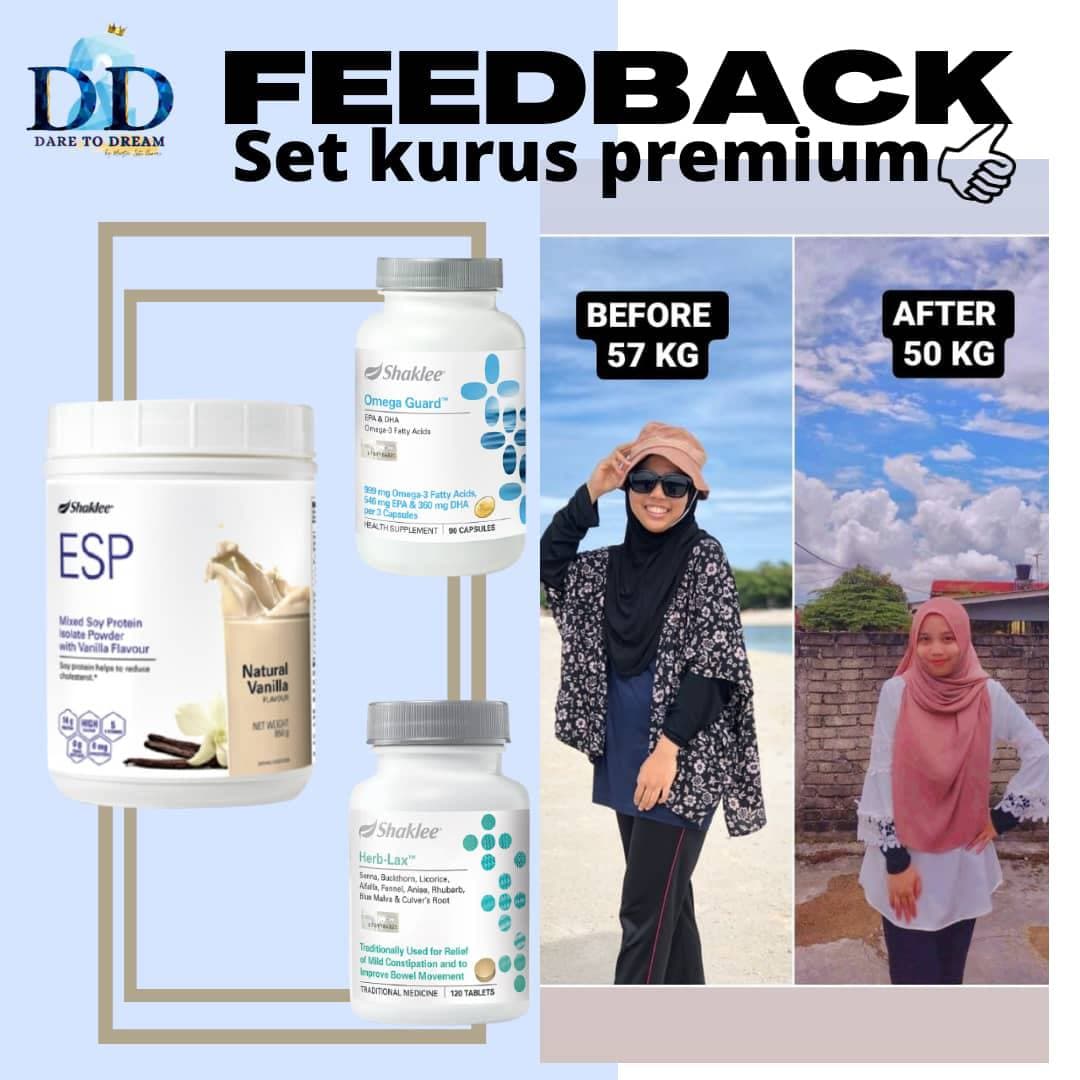 DD
DARE TO DREAM
FEEDBACK
Set kurus premium
Shaklee
Omega Guard™
EPA & DHA
Omega-3 Fatty Acids
999 mg Omega-3 Fatty Acids,
546 mg EPA & 360 mg DHA
per 3 Capsules
HEALTH SUPPLEMENT | 90 CAPSULES
Shaklee
ESP
Mixed Soy Protein
Isolate Powder
with Vanilla Flavour
Soy protein helps to reduce
cholesterol.*
Natural
Vanilla
FLAVOUR
NET WEIGHT
850 g
HIGH
Shaklee
Herb-Lax™
Senna, Buckthorn, Licorice,
Alfalfa, Fennel, Anise, Rhubarb,
Blue Malva & Culver's Root
Traditionally Used for Relief
of Mild Constipation and to
Improve Bowel Movement
TRADITIONAL MEDICINE | 120 TABLETS
BEFORE
57 KG
AFTER
50 KG